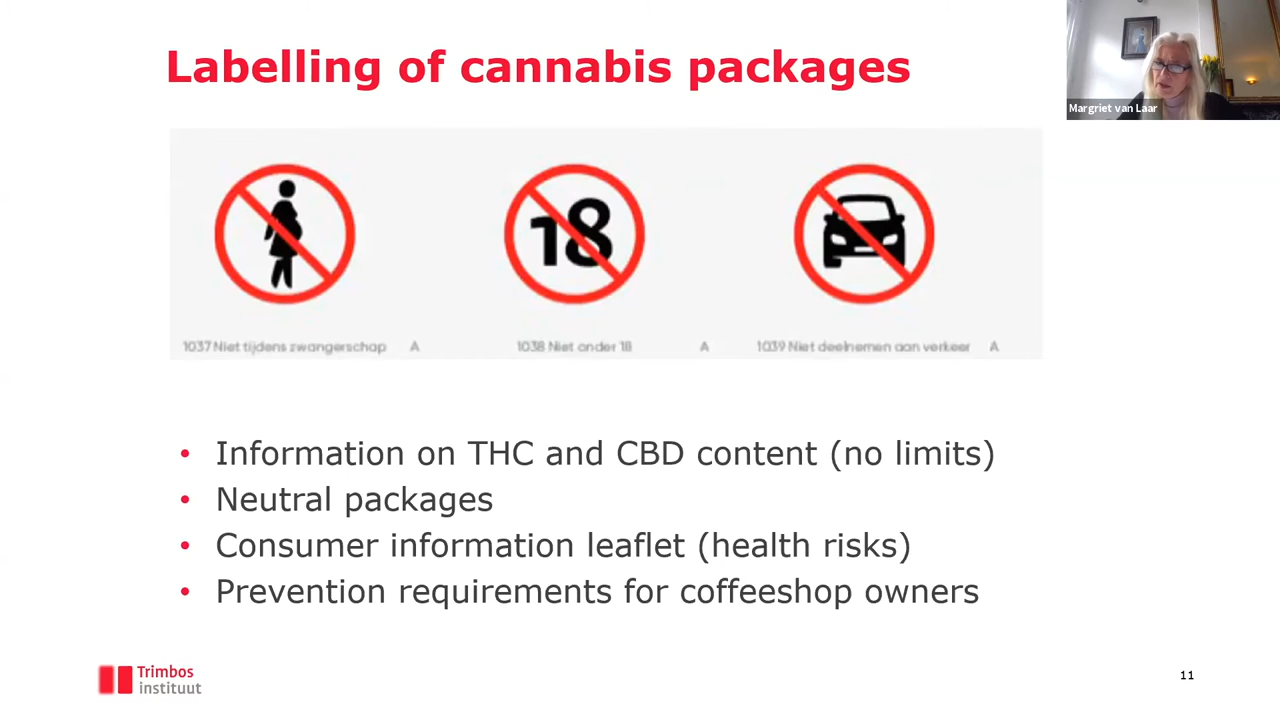 Labelling of cannabis packages
Margriet van Laar
18
1037 Niet tijdens zwangerschap A
1038 Niet onder 18 A
1039 Niet deelnemen aan verkeer A
• Information on THC and CBD content (no limits)
• Neutral packages
• Consumer information leaflet (health risks)
• Prevention requirements for coffeeshop owners
Trimbos
instituut
11